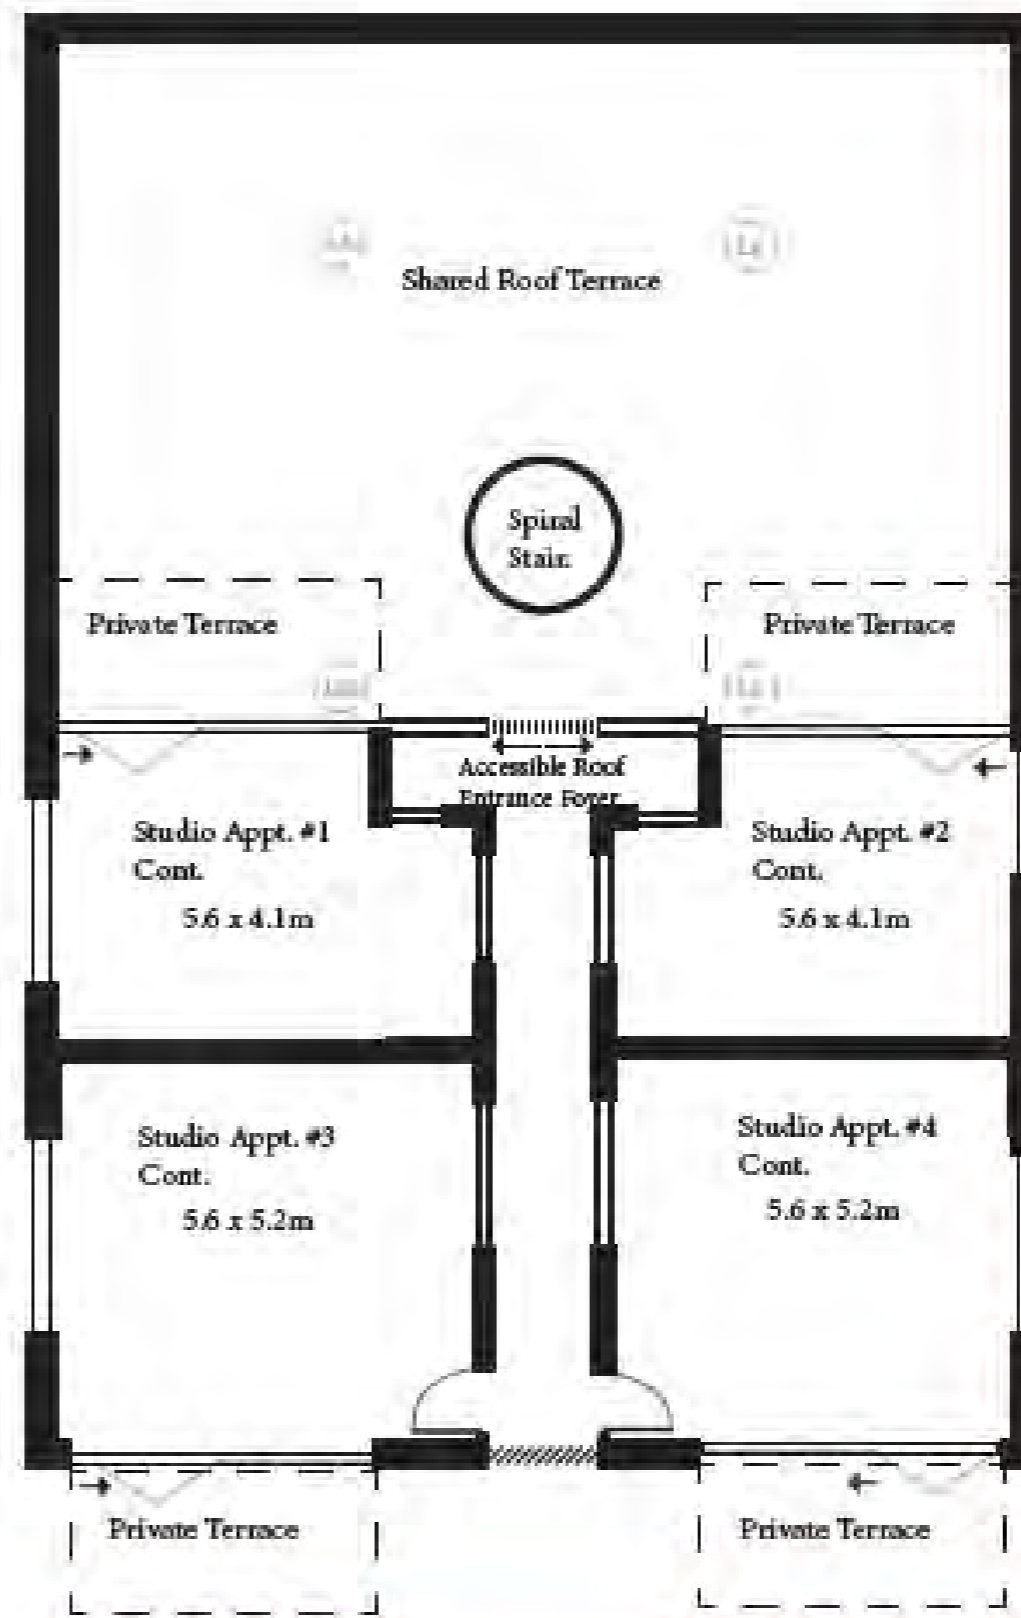 Shared Roof Terrace
Spiral
Stair.
Private Terrace
Private Terrace
Accessible Roof
Entrance Foyer
Studio Appt. #1
Cont.
5.6 x 4.1m
Studio Appt. #2
Cont.
5.6 x 4.1m
Studio Appt. #3
Cont.
5.6 x 5.2m
Studio Appt. #4
Cont.
5.6 x 5.2m
Private Terrace
Private Terrace